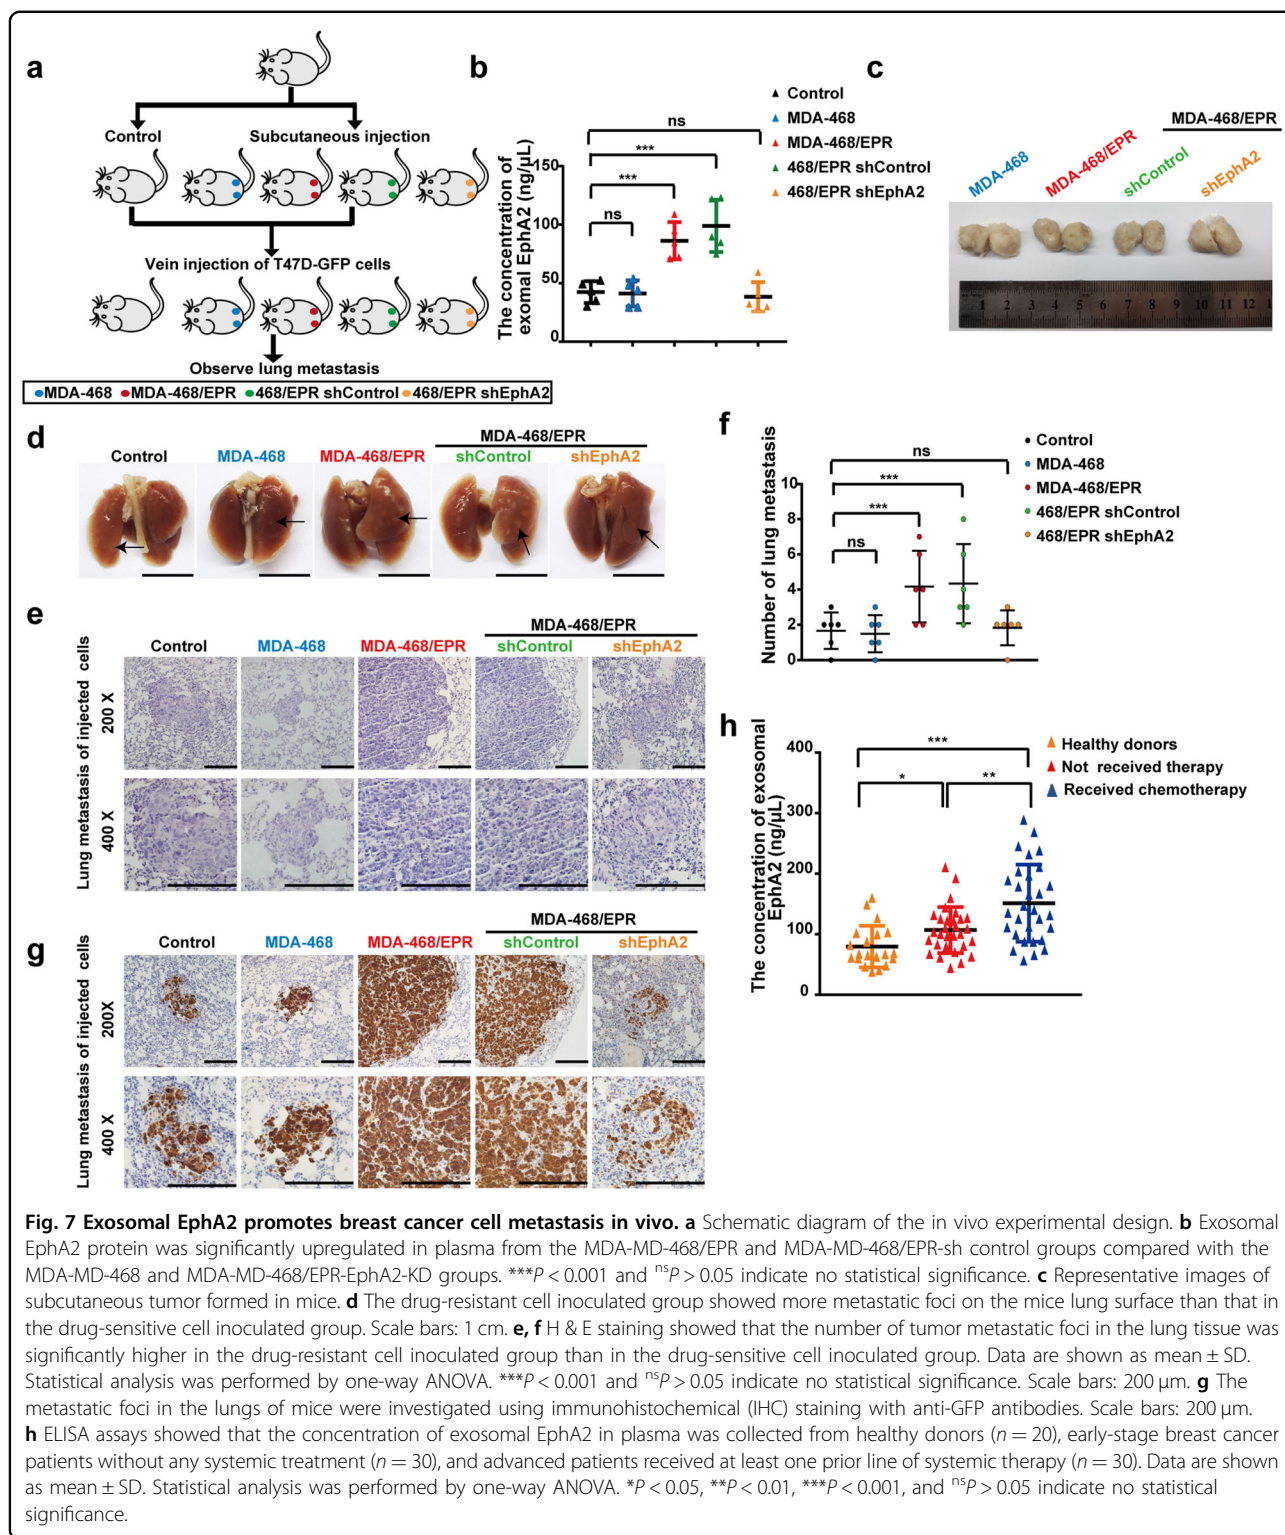 a
Control
Subcutaneous injection
Vein injection of T47D-GFP cells
Observe lung metastasis
MDA-468 MDA-468/EPR 468/EPR shControl 468/EPR shEphA2
b
The concentration of
exosomal EphA2 (ng/μL)
150
100
50
0
ns
***
***
ns
Control
MDA-468
MDA-468/EPR
468/EPR shControl
468/EPR shEphA2
c
MDA-468/EPR
MDA-468
MDA-468/EPR
shControl
shEphA2
1 2 3 4 5 6 7 8 9 10 11 12
d
MDA-468/EPR
Control MDA-468 MDA-468/EPR shControl shEphA2
e
MDA-468/EPR
Control MDA-468 MDA-468/EPR shControl shEphA2
Lung metastasis of injected cells
200 X
400 X
f
Number of lung metastasis
10
8
6
4
2
0
ns
***
***
ns
Control
MDA-468
MDA-468/EPR
468/EPR shControl
468/EPR shEphA2
g
MDA-468/EPR
Control MDA-468 MDA-468/EPR shControl shEphA2
Lung metastasis of injected cells
200X
400 X
h
The concentration of exosomal
EphA2 (ng/μL)
400
300
200
100
0
***
*
**
Healthy donors
Not received therapy
Received chemotherapy
Fig. 7 Exosomal EphA2 promotes breast cancer cell metastasis in vivo. a Schematic diagram of the in vivo experimental design. b Exosomal
EphA2 protein was significantly upregulated in plasma from the MDA-MD-468/EPR and MDA-MD-468/EPR-sh control groups compared with the
MDA-MD-468 and MDA-MD-468/EPR-EphA2-KD groups. ***P < 0.001 and nsP > 0.05 indicate no statistical significance. c Representative images of
subcutaneous tumor formed in mice. d The drug-resistant cell inoculated group showed more metastatic foci on the mice lung surface than that in
the drug-sensitive cell inoculated group. Scale bars: 1 cm. e, f H & E staining showed that the number of tumor metastatic foci in the lung tissue was
significantly higher in the drug-resistant cell inoculated group than in the drug-sensitive cell inoculated group. Data are shown as mean ± SD.
Statistical analysis was performed by one-way ANOVA. ***P < 0.001 and nsP > 0.05 indicate no statistical significance. Scale bars: 200 μm. g The
metastatic foci in the lungs of mice were investigated using immunohistochemical (IHC) staining with anti-GFP antibodies. Scale bars: 200 μm.
h ELISA assays showed that the concentration of exosomal EphA2 in plasma was collected from healthy donors (n = 20), early-stage breast cancer
patients without any systemic treatment (n = 30), and advanced patients received at least one prior line of systemic therapy (n = 30). Data are shown
as mean ± SD. Statistical analysis was performed by one-way ANOVA. *P < 0.05, **P < 0.01, ***P < 0.001, and nsP > 0.05 indicate no statistical
significance.